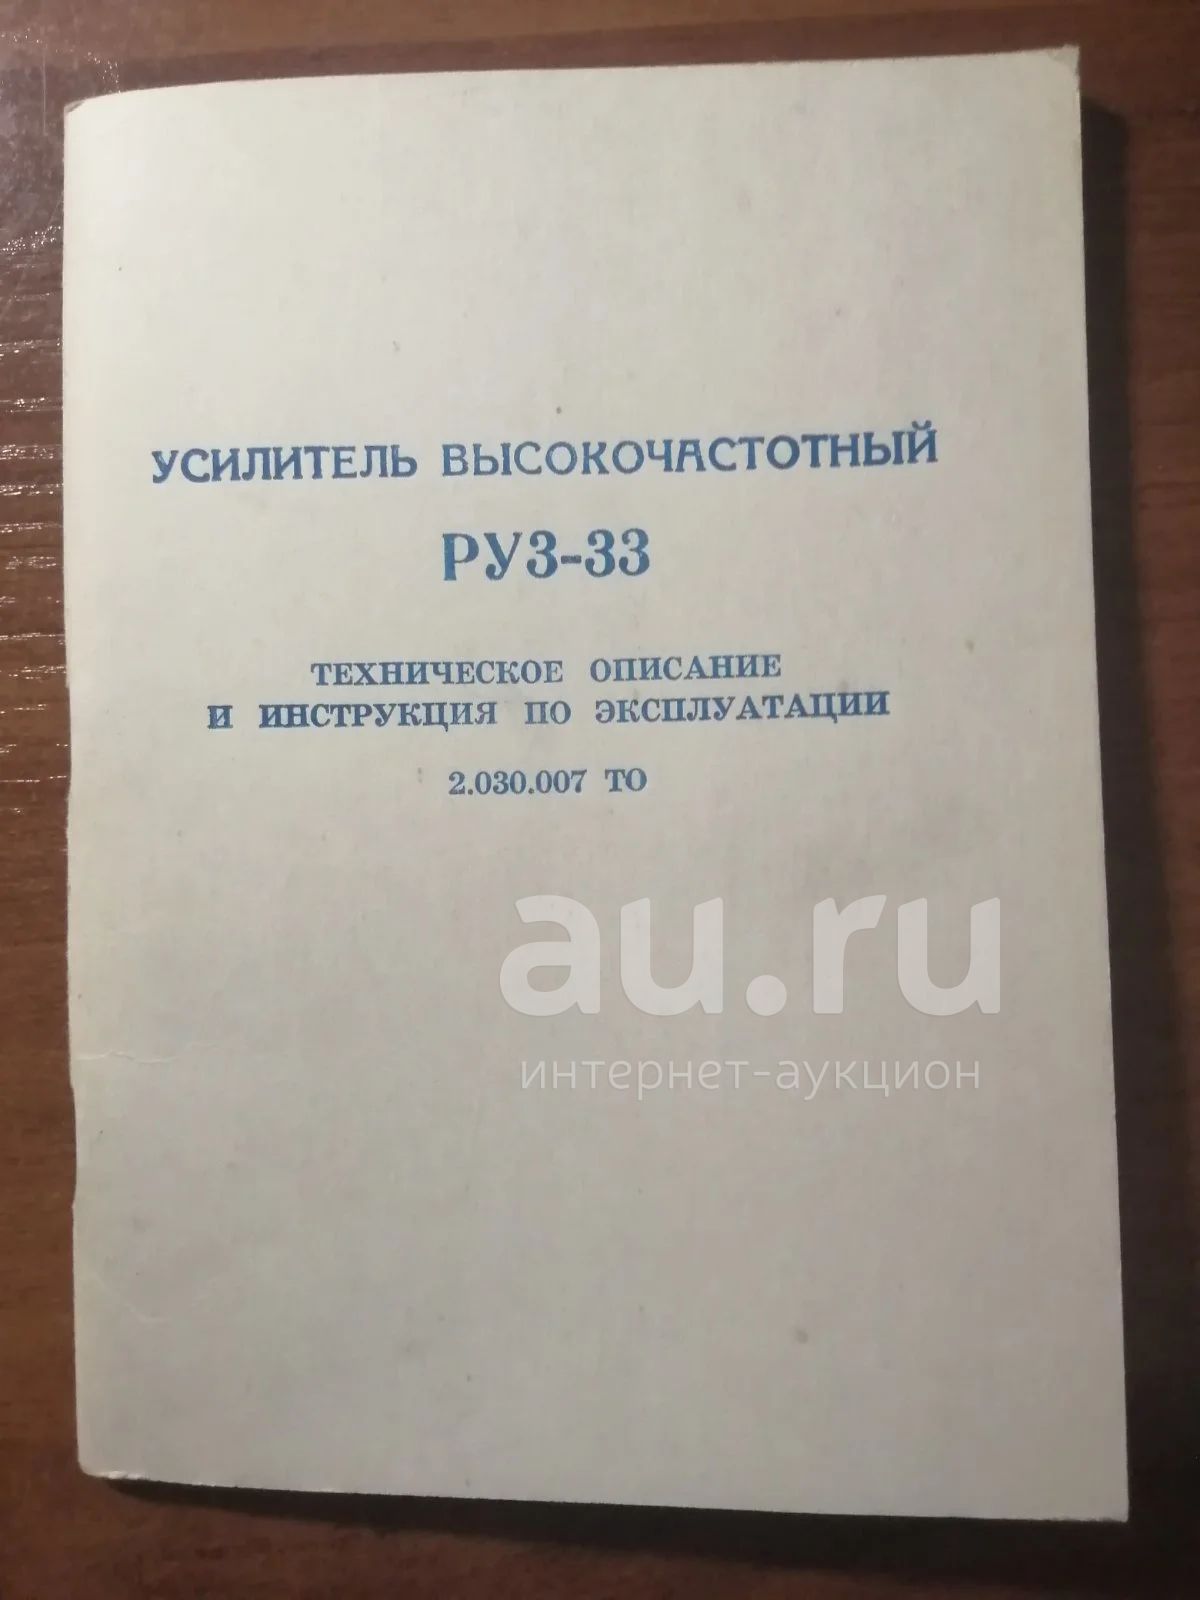 УСИЛИТЕЛЬ ВЫСОКОЧАСТОТНЫЙ
РУЗ-33
ТЕХНИЧЕСКОЕ ОПИСАНИЕ
И ИНСТРУКЦИЯ ПО ЭКСПЛУАТАЦИИ
2.030.007 ТО
au.ru
интернет-аукцион